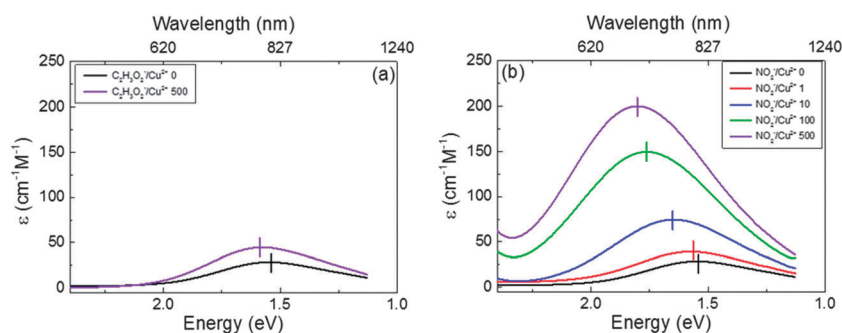 Wavelength (nm)
620 827 1240
250
200
150
100
50
0
ε (cm⁻¹M⁻¹)
C₂H₃O₂⁻/Cu²⁺ 0
C₂H₃O₂⁻/Cu²⁺ 500
(a)
2.0 1.5 1.0
Energy (eV)
Wavelength (nm)
620 827 1240
250
200
150
100
50
0
ε (cm⁻¹M⁻¹)
(b)
NO₂⁻/Cu²⁺ 0
NO₂⁻/Cu²⁺ 1
NO₂⁻/Cu²⁺ 10
NO₂⁻/Cu²⁺ 100
NO₂⁻/Cu²⁺ 500
2.0 1.5 1.0
Energy (eV)